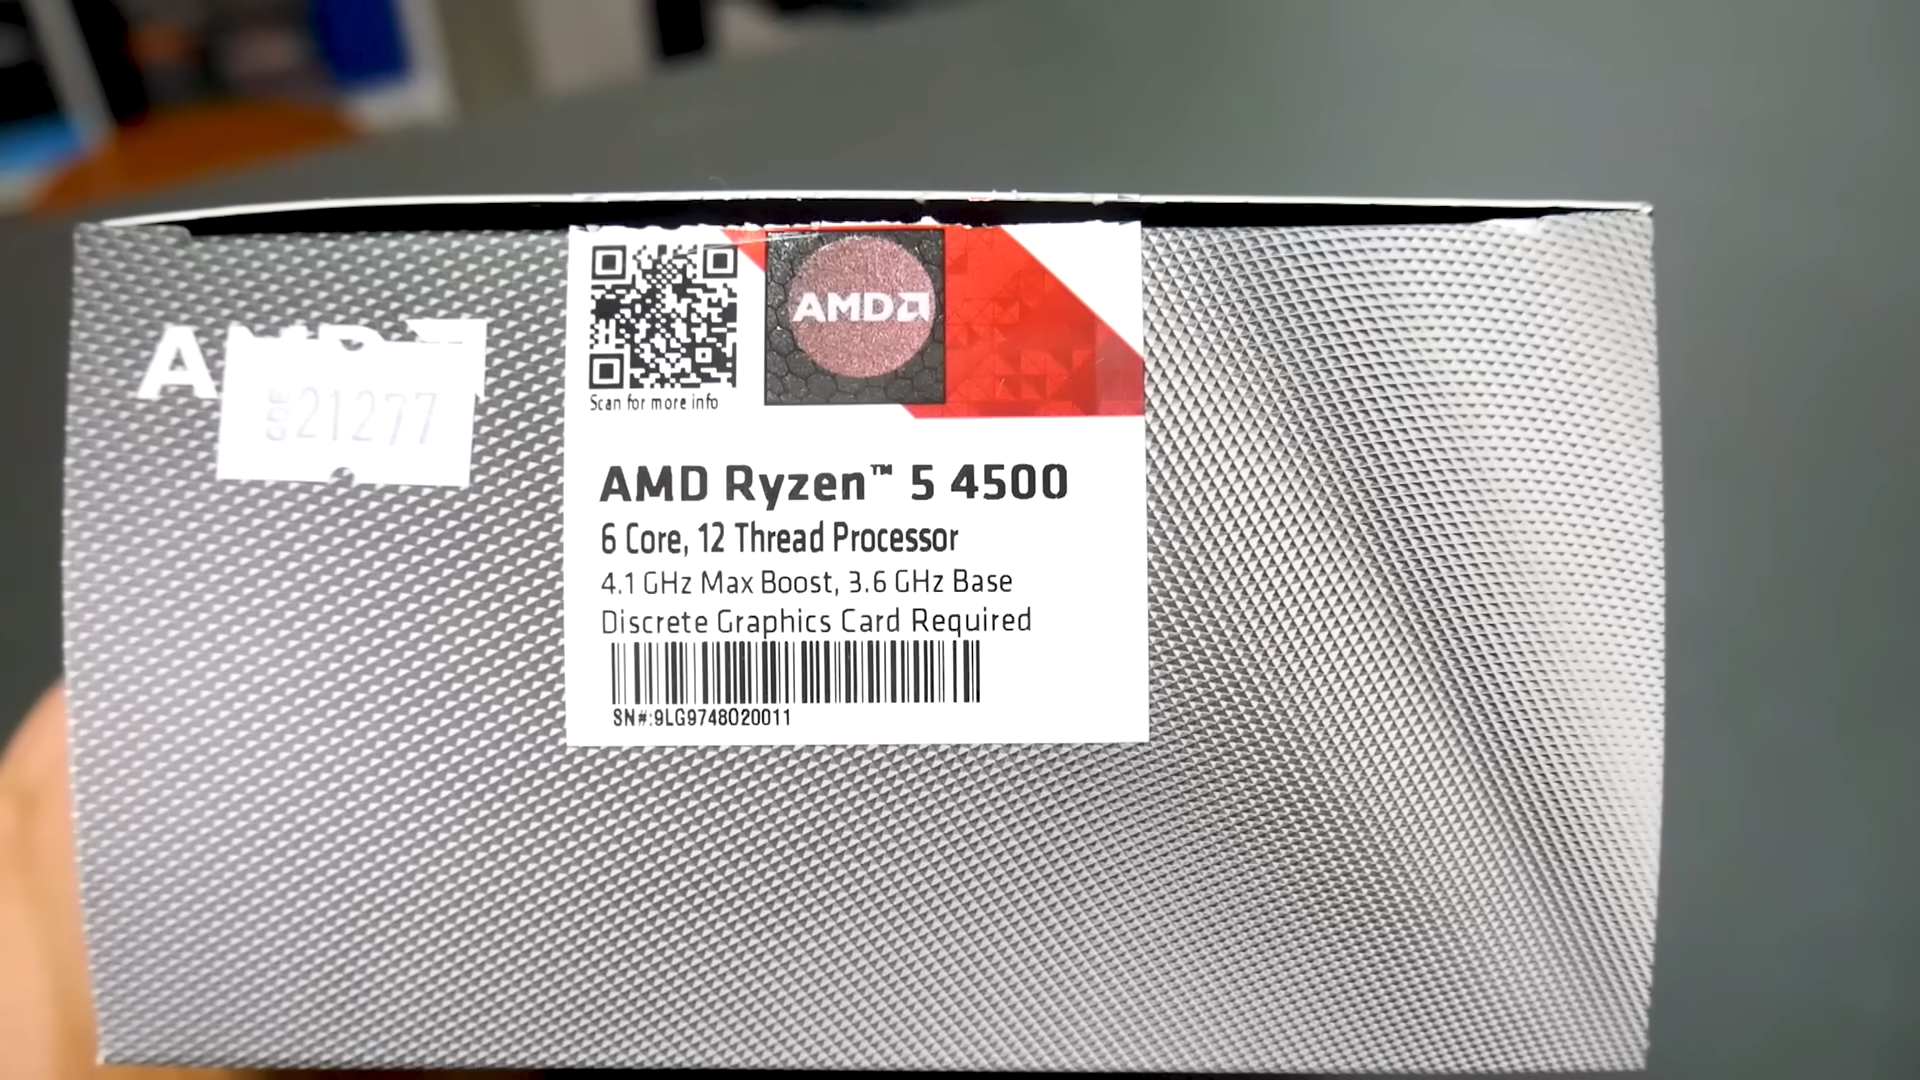 AMD
21277
AMD
Scan for more info
AMD Ryzen™ 5 4500
6 Core, 12 Thread Processor
4.1 GHz Max Boost, 3.6 GHz Base
Discrete Graphics Card Required
SN#:9LG9748020011